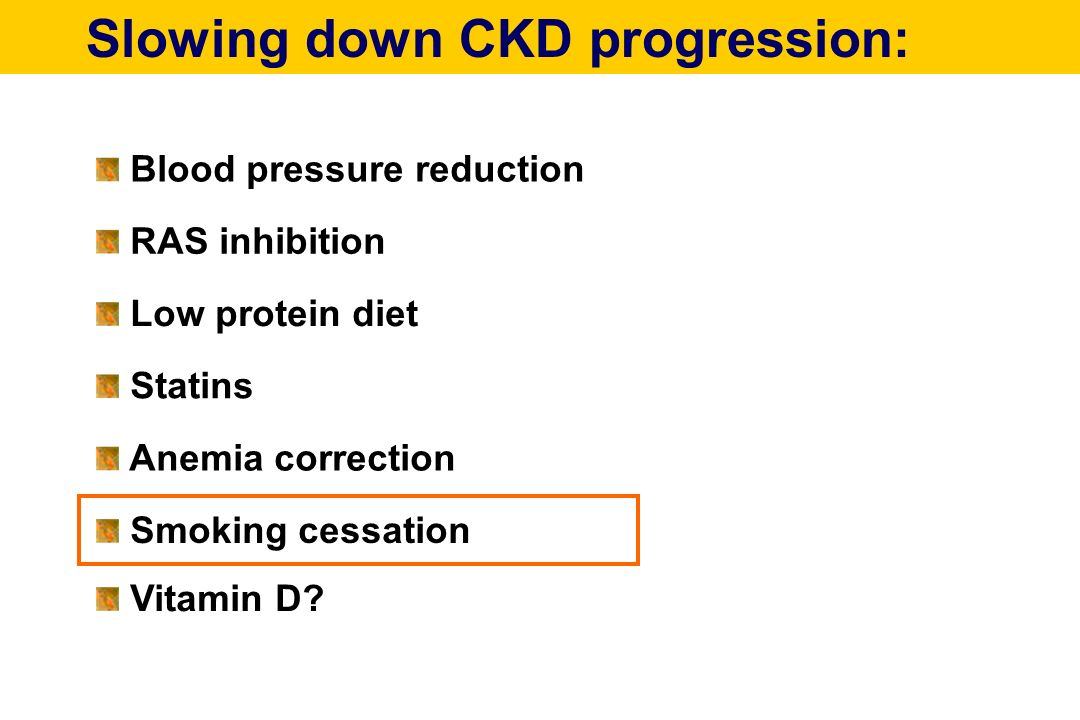 Slowing down CKD progression:
Blood pressure reduction
RAS inhibition
Low protein diet
Statins
Anemia correction
Smoking cessation
Vitamin D?